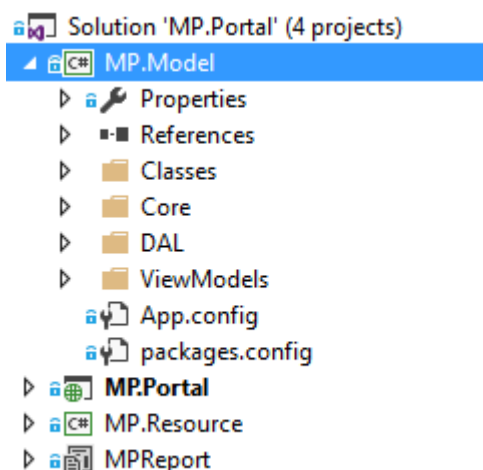 Solution 'MP.Portal' (4 projects)
C# MP.Model
Properties
References
Classes
Core
DAL
ViewModels
App.config
packages.config
MP.Portal
C# MP.Resource
MPReport